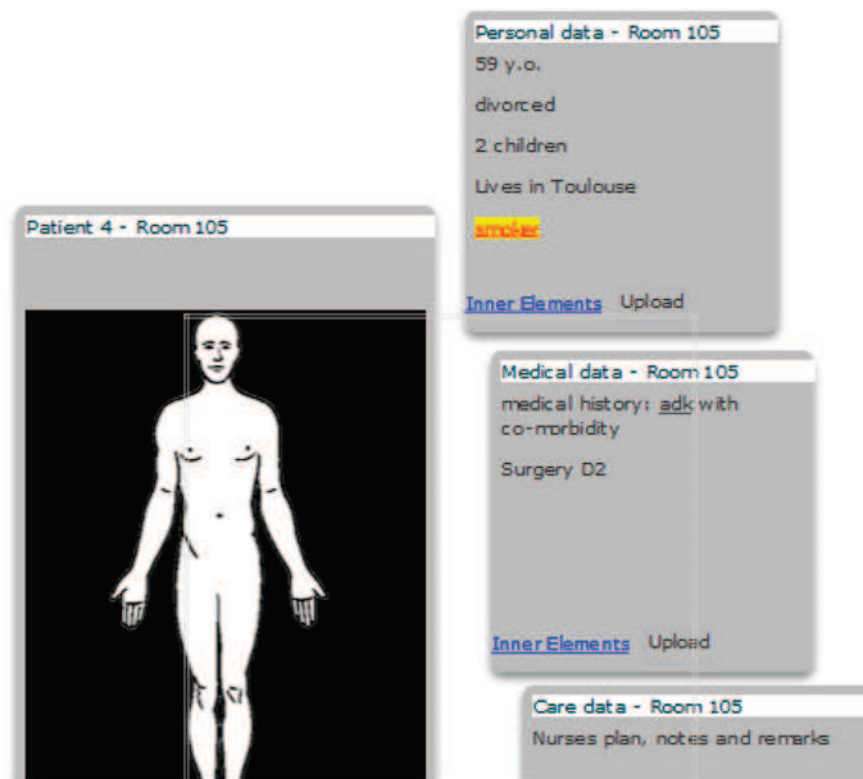 Personal data - Room 105
59 y.o.
divorced
2 children
Lives in Toulouse
smoker
Inner Elements Upload
Patient 4 - Room 105
Medical data - Room 105
medical history: adk with
co-morbidity
Surgery D2
Inner Elements Upload
Care data - Room 105
Nurses plan, notes and remarks